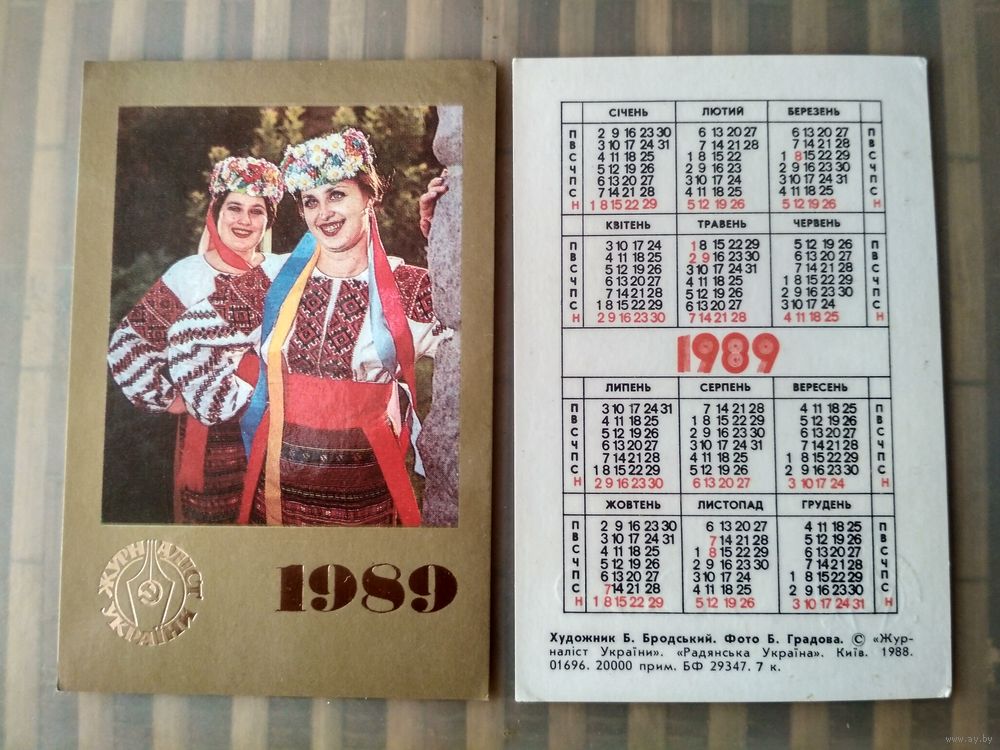 ЖУРНАЛІСТ УКРАЇНИ
1989
СІЧЕНЬ ЛЮТИЙ БЕРЕЗЕНЬ
П 2 9 16 23 30 6 13 20 27 6 13 20 27 П
В 3 10 17 24 31 7 14 21 28 7 14 21 28 В
С 4 11 18 25 1 8 15 22 1 8 15 22 29 С
Ч 5 12 19 26 2 9 16 23 2 9 16 23 30 Ч
П 6 13 20 27 3 10 17 24 3 10 17 24 31 П
С 7 14 21 28 4 11 18 25 4 11 18 25 С
Н 1 8 15 22 29 5 12 19 26 5 12 19 26 Н
КВІТЕНЬ ТРАВЕНЬ ЧЕРВЕНЬ
П 3 10 17 24 1 8 15 22 29 5 12 19 26 П
В 4 11 18 25 2 9 16 23 30 6 13 20 27 В
С 5 12 19 26 3 10 17 24 31 7 14 21 28 С
Ч 6 13 20 27 4 11 18 25 1 8 15 22 29 Ч
П 7 14 21 28 5 12 19 26 2 9 16 23 30 П
С 1 8 15 22 29 6 13 20 27 3 10 17 24 С
Н 2 9 16 23 30 7 14 21 28 4 11 18 25 Н
1989
ЛИПЕНЬ СЕРПЕНЬ ВЕРЕСЕНЬ
П 3 10 17 24 31 7 14 21 28 4 11 18 25 П
В 4 11 18 25 1 8 15 22 29 5 12 19 26 В
С 5 12 19 26 2 9 16 23 30 6 13 20 27 С
Ч 6 13 20 27 3 10 17 24 31 7 14 21 28 Ч
П 7 14 21 28 4 11 18 25 1 8 15 22 29 П
С 1 8 15 22 29 5 12 19 26 2 9 16 23 30 С
Н 2 9 16 23 30 6 13 20 27 3 10 17 24 Н
ЖОВТЕНЬ ЛИСТОПАД ГРУДЕНЬ
П 2 9 16 23 30 6 13 20 27 4 11 18 25 П
В 3 10 17 24 31 7 14 21 28 5 12 19 26 В
С 4 11 18 25 1 8 15 22 29 6 13 20 27 С
Ч 5 12 19 26 2 9 16 23 30 7 14 21 28 Ч
П 6 13 20 27 3 10 17 24 1 8 15 22 29 П
С 7 14 21 28 4 11 18 25 2 9 16 23 30 С
Н 1 8 15 22 29 5 12 19 26 3 10 17 24 31 Н
Художник Б. Бродський. Фото Б. Градова. © «Жур-
наліст України». «Радянська Україна». Київ. 1988.
01696. 20000 прим. БФ 29347. 7 к.
www.ay.by